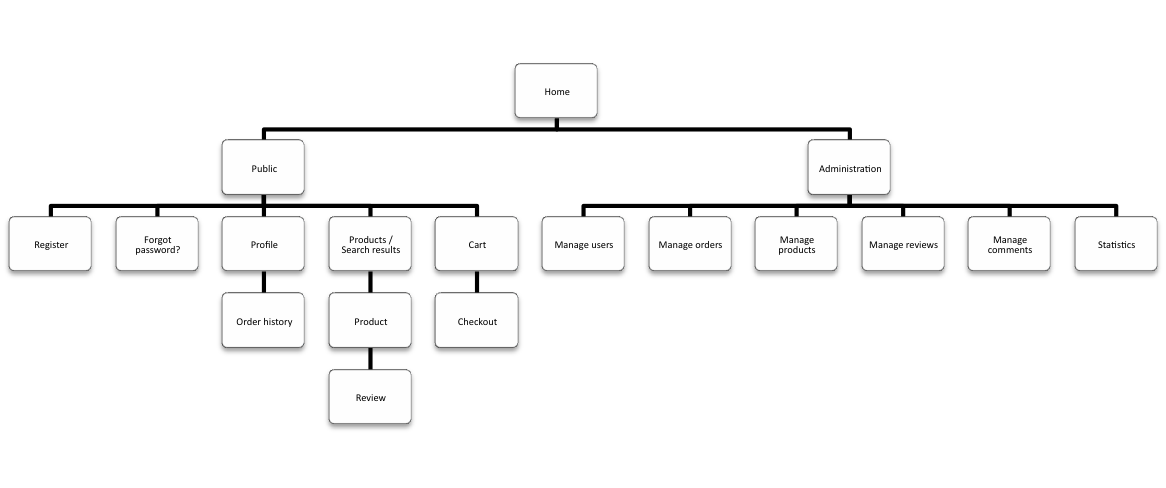 Home
Public
Administration
Register
Forgot
password?
Profile
Products /
Search results
Cart
Manage users
Manage orders
Manage
products
Manage reviews
Manage
comments
Statistics
Order history
Product
Checkout
Review